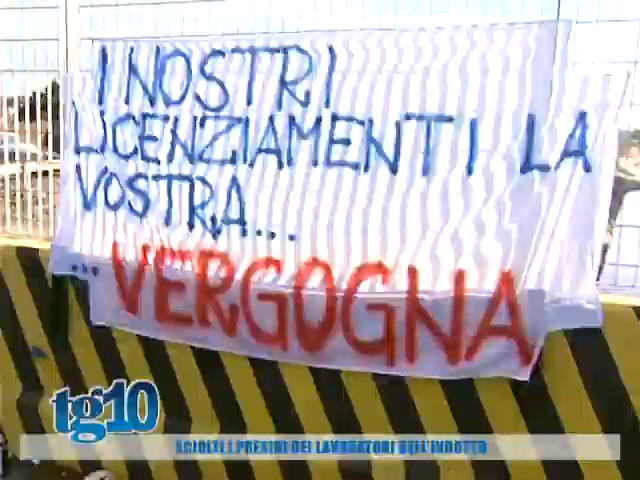 I NOSTRI
LICENZIAMENTI LA
VOSTRA...
...VERGOGNA
tg10
SCIOLTI I PRESIDI DEI LAVORATORI DELL'INDOTTO